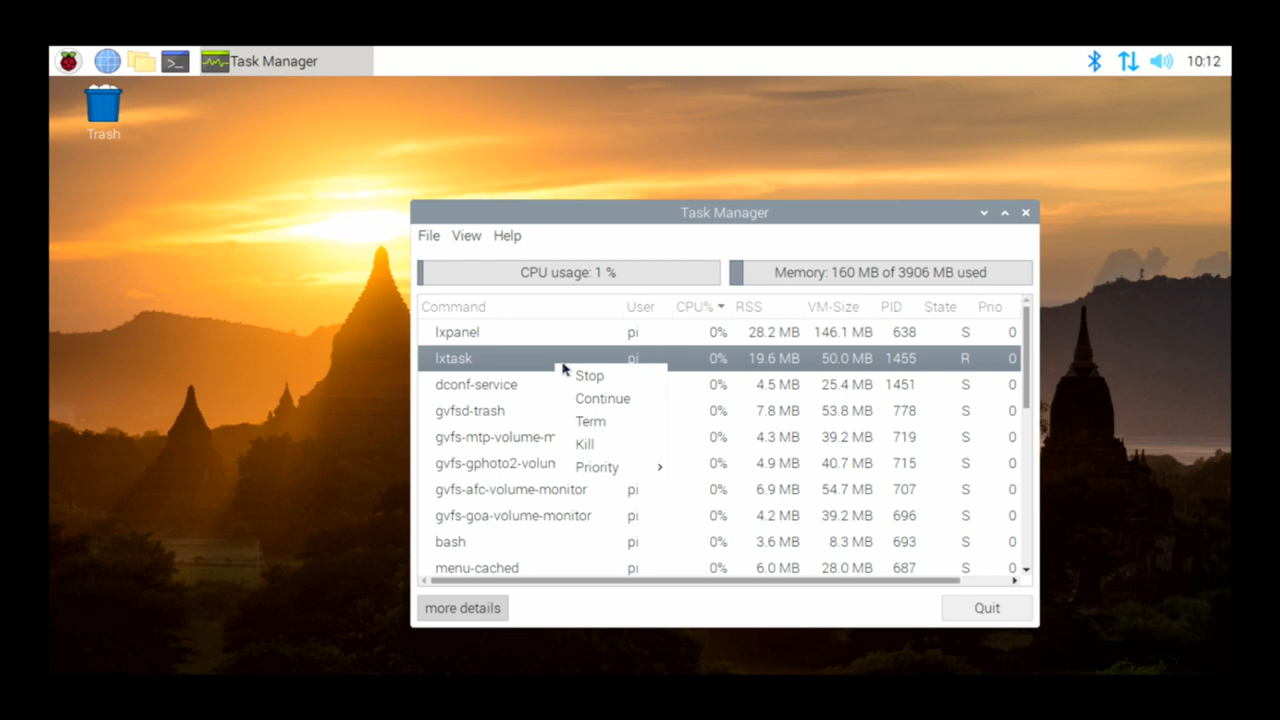 Task Manager 10:12
Trash
Task Manager
File View Help
CPU usage: 1 % Memory: 160 MB of 3906 MB used
Command User CPU% RSS VM-Size PID State Prio
lxpanel pi 0% 28.2 MB 146.1 MB 638 S 0
lxtask pi 0% 19.6 MB 50.0 MB 1455 R 0
Stop
dconf-service 0% 4.5 MB 25.4 MB 1451 S 0
Continue
gvfsd-trash 0% 7.8 MB 53.8 MB 778 S 0
Term
gvfs-mtp-volume-m 0% 4.3 MB 39.2 MB 719 S 0
Kill
gvfs-gphoto2-volun 0% 4.9 MB 40.7 MB 715 S 0
Priority
gvfs-afc-volume-monitor pi 0% 6.9 MB 54.7 MB 707 S 0
gvfs-goa-volume-monitor pi 0% 4.2 MB 39.2 MB 696 S 0
bash pi 0% 3.6 MB 8.3 MB 693 S 0
menu-cached pi 0% 6.0 MB 28.0 MB 687 S 0
more details Quit